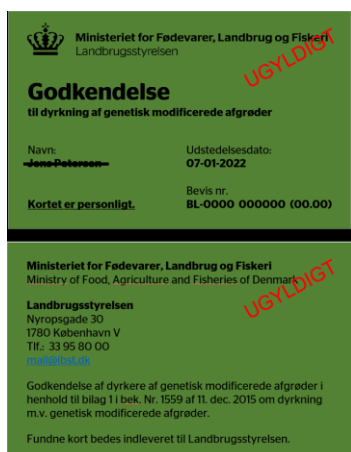 Ministeriet for Fødevarer, Landbrug og Fiskeri
Landbrugsstyrelsen
UGYLDIGT
Godkendelse
til dyrkning af genetisk modificerede afgrøder
Navn:
Jens Petersen
Udstedelsesdato:
07-01-2022
Kortet er personligt.
Bevis nr.
BL-0000 000000 (00.00)
Ministeriet for Fødevarer, Landbrug og Fiskeri
Ministry of Food, Agriculture and Fisheries of Denmark
UGYLDIGT
Landbrugsstyrelsen
Nyropsgade 30
1780 København V
Tlf.: 33 95 80 00
mail@lbst.dk
Godkendelse af dyrkere af genetisk modificerede afgrøder i
henhold til bilag 1 i bek. Nr. 1559 af 11. dec. 2015 om dyrkning
m.v. genetisk modificerede afgrøder.
Fundne kort bedes indleveret til Landbrugsstyrelsen.